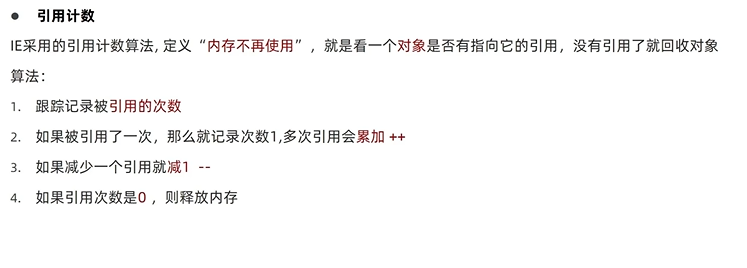 ● 引用计数
IE采用的引用计数算法, 定义“内存不再使用”，就是看一个对象是否有指向它的引用，没有引用了就回收对象
算法：
1. 跟踪记录被引用的次数
2. 如果被引用了一次，那么就记录次数1,多次引用会累加 ++
3. 如果减少一个引用就减1 --
4. 如果引用次数是0 ，则释放内存